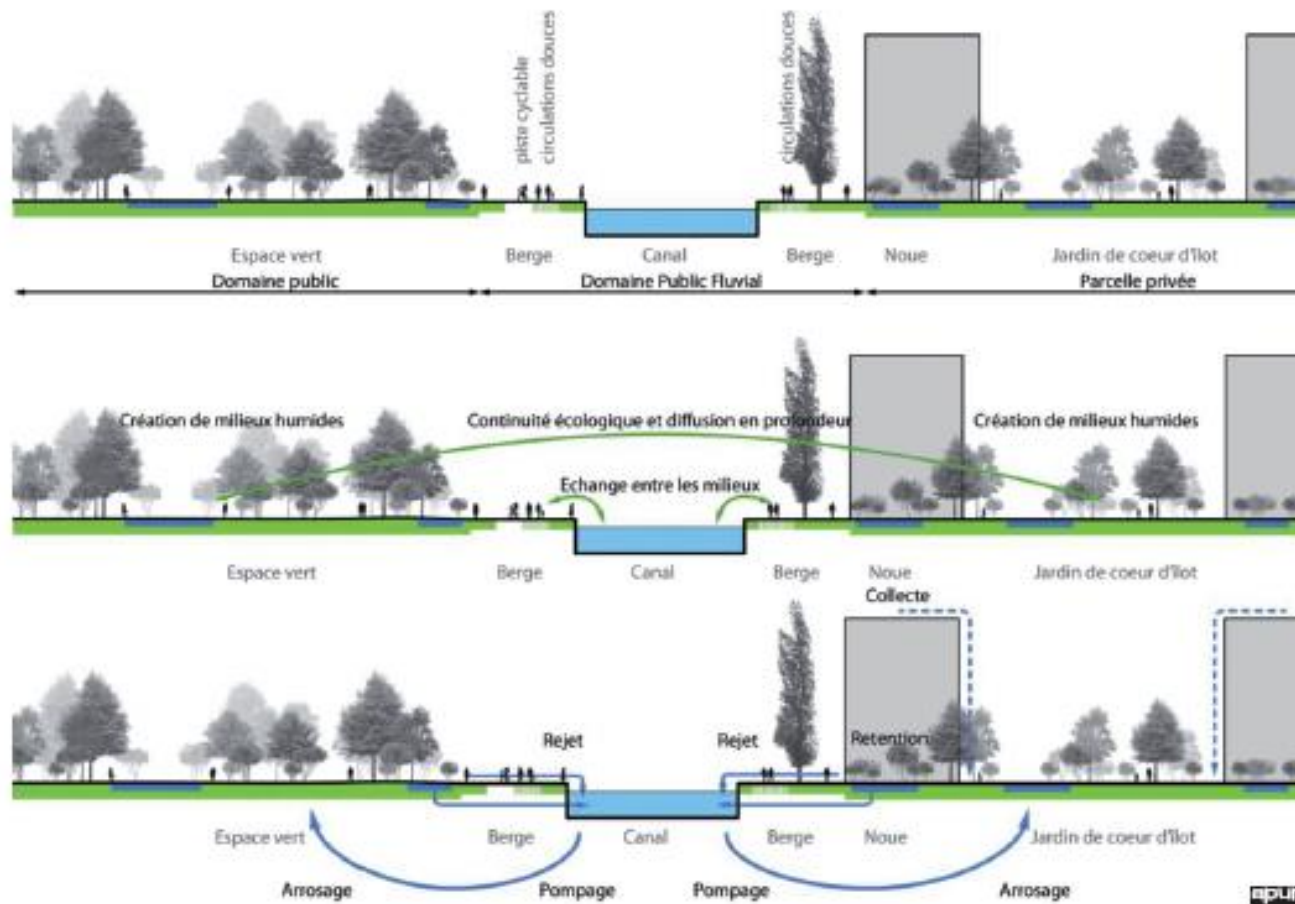 piste cyclable
circulations douces
circulations douces
Espace vert Berge Canal Berge Noue Jardin de coeur d'îlot
Domaine public Domaine Public Fluvial Parcelle privée
Création de milieux humides Continuité écologique et diffusion en profondeur Création de milieux humides
Echange entre les milieux
Espace vert Berge Canal Berge Noue Jardin de coeur d'îlot
Collecte
Rejet Rejet Retention
Espace vert Berge Canal Berge Noue Jardin de coeur d'îlot
Arrosage Pompage Pompage Arrosage
apur